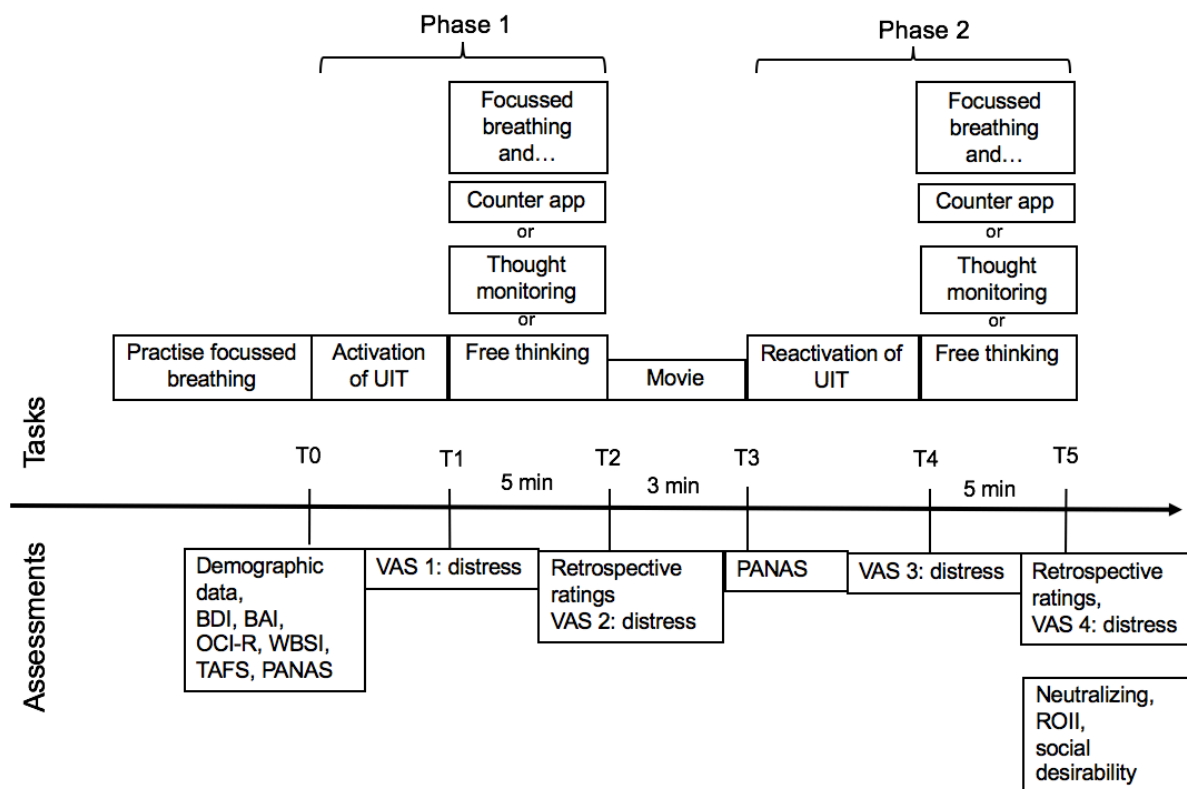 Phase 1
Phase 2
Focussed
breathing
and…
Focussed
breathing
and…
Counter app
Counter app
or
or
Thought
monitoring
Thought
monitoring
or
or
Practise focussed
breathing
Activation
of UIT
Free thinking
Movie
Reactivation of
UIT
Free thinking
Tasks
T0
T1
T2
T3
T4
T5
5 min
3 min
5 min
Assessments
Demographic
data,
BDI, BAI,
OCI-R, WBSI,
TAFS, PANAS
VAS 1: distress
Retrospective
ratings
VAS 2: distress
PANAS
VAS 3: distress
Retrospective
ratings,
VAS 4: distress
Neutralizing,
ROII,
social
desirability